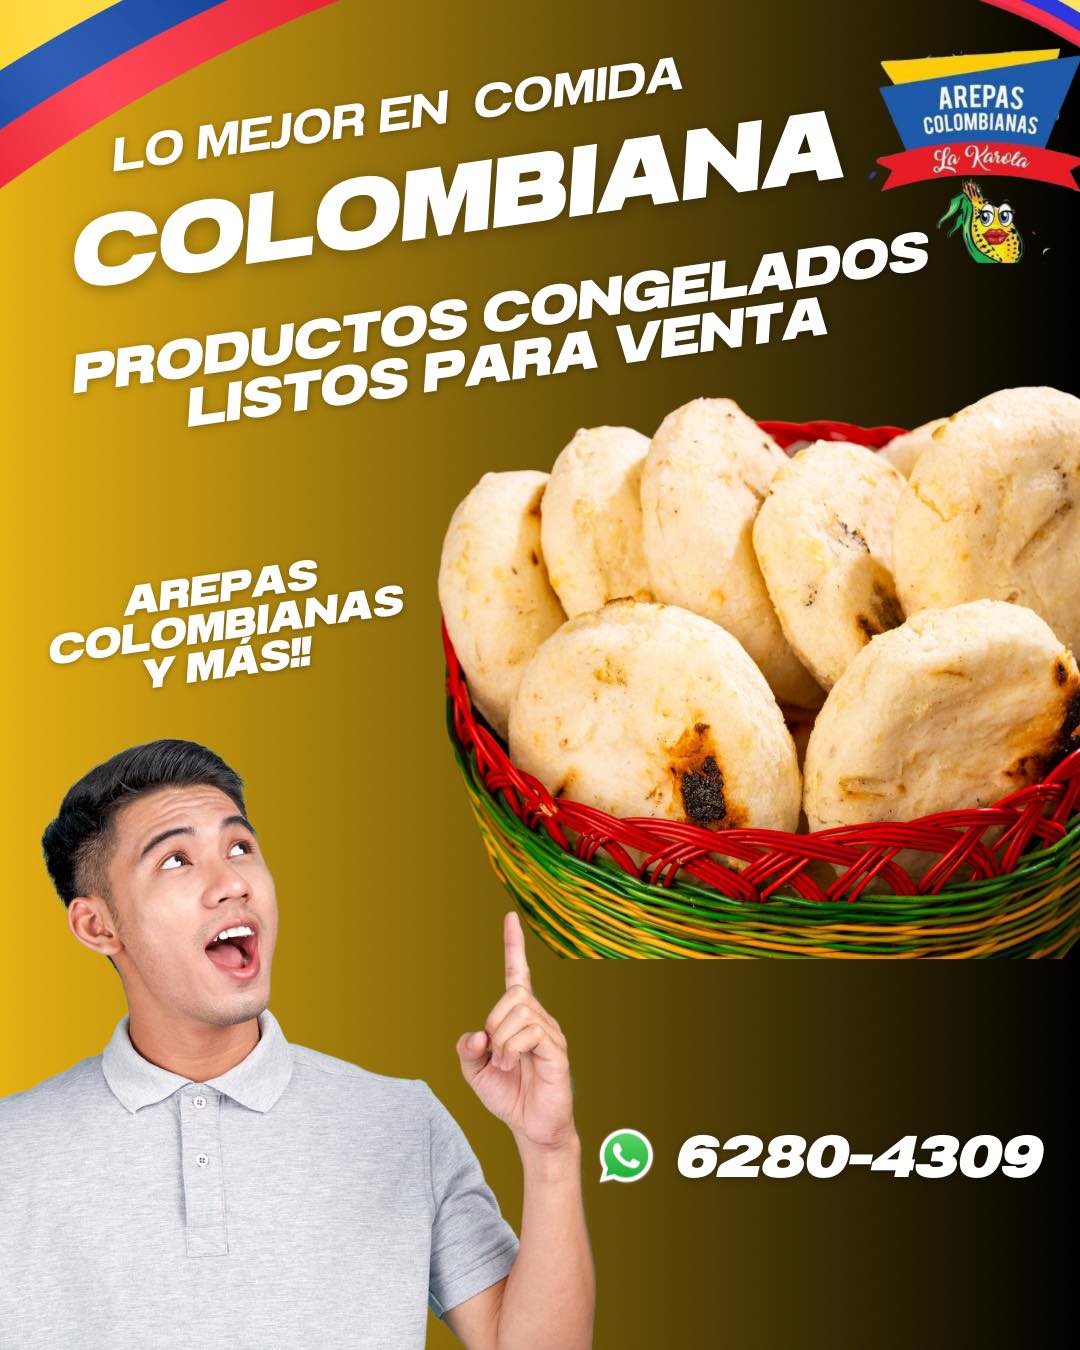 LO MEJOR EN COMIDA
COLOMBIANA
AREPAS
COLOMBIANAS
La Karola
PRODUCTOS CONGELADOS
LISTOS PARA VENTA
AREPAS
COLOMBIANAS
Y MÁS!!
6280-4309